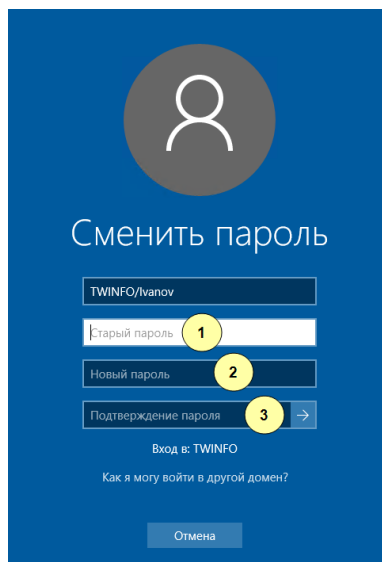 Сменить пароль
TWINFO/Ivanov
Старый пароль 1
Новый пароль 2
Подтверждение пароля 3
Вход в: TWINFO
Как я могу войти в другой домен?
Отмена